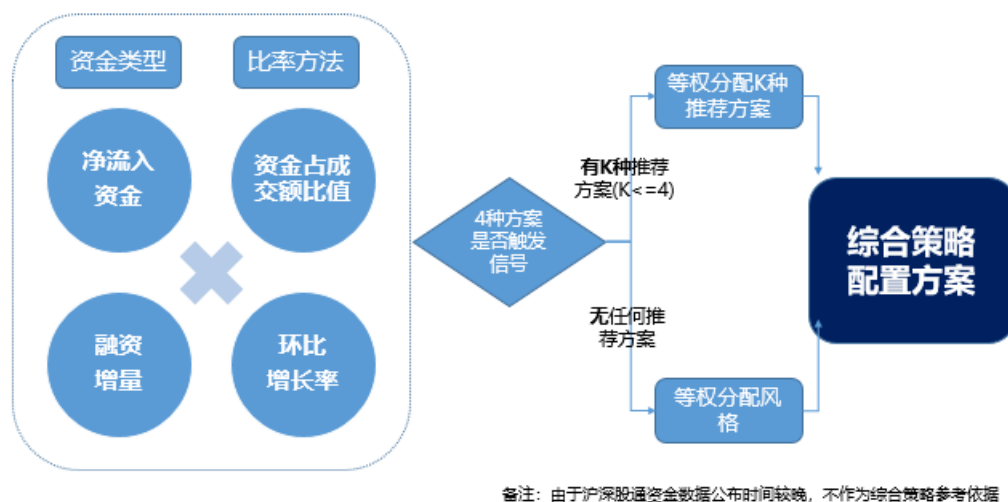 资金类型
比率方法
净流入
资金
资金占成
交额比值
融资
增量
环比
增长率
4种方案
是否触发
信号
有K种推荐
方案(K<=4)
无任何推
荐方案
等权分配K种
推荐方案
等权分配风
格
综合策略
配置方案
备注：由于沪深股通资金数据公布时间较晚，不作为综合策略参考依据